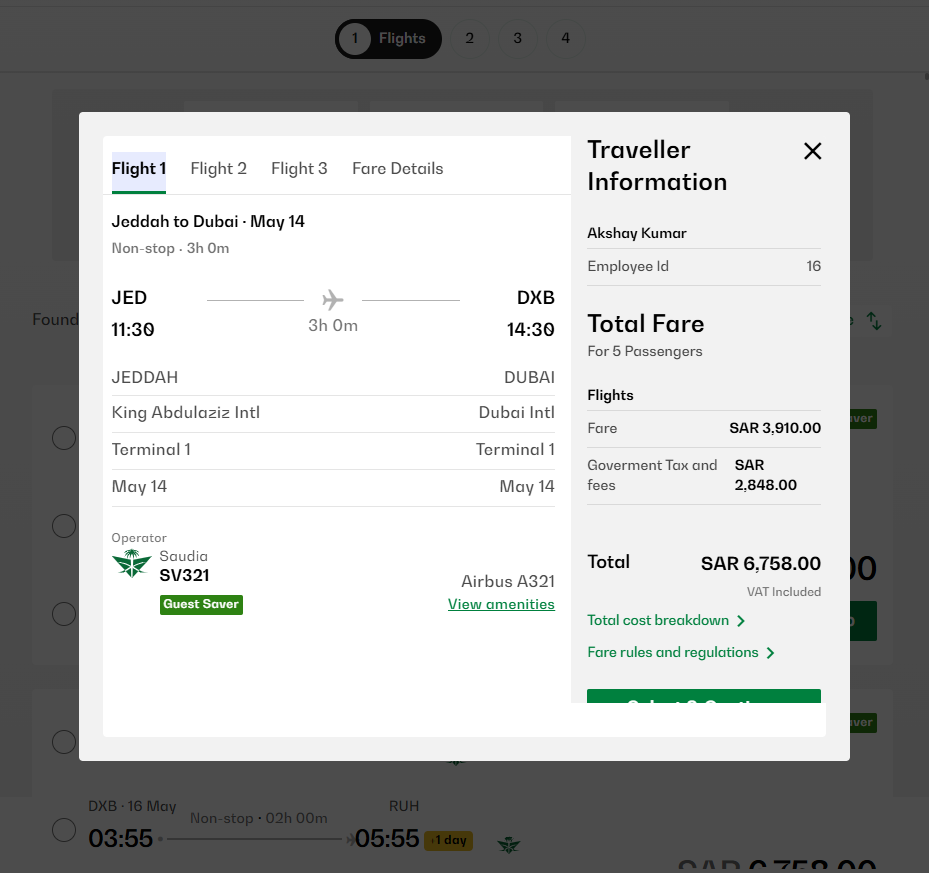 1 Flights 2 3 4
Flight 1 Flight 2 Flight 3 Fare Details
Jeddah to Dubai · May 14
Non-stop · 3h 0m
JED DXB
11:30 3h 0m 14:30
JEDDAH DUBAI
King Abdulaziz Intl Dubai Intl
Terminal 1 Terminal 1
May 14 May 14
Operator
Saudia
SV321
Airbus A321
Guest Saver
View amenities
Traveller
Information
Akshay Kumar
Employee Id 16
Total Fare
For 5 Passengers
Flights
Fare SAR 3,910.00
Goverment Tax and
fees
SAR
2,848.00
Total SAR 6,758.00
VAT Included
Total cost breakdown
Fare rules and regulations
Found
DXB · 16 May RUH
Non-stop · 02h 00m
03:55 05:55 +1 day
SAR 6,758.00